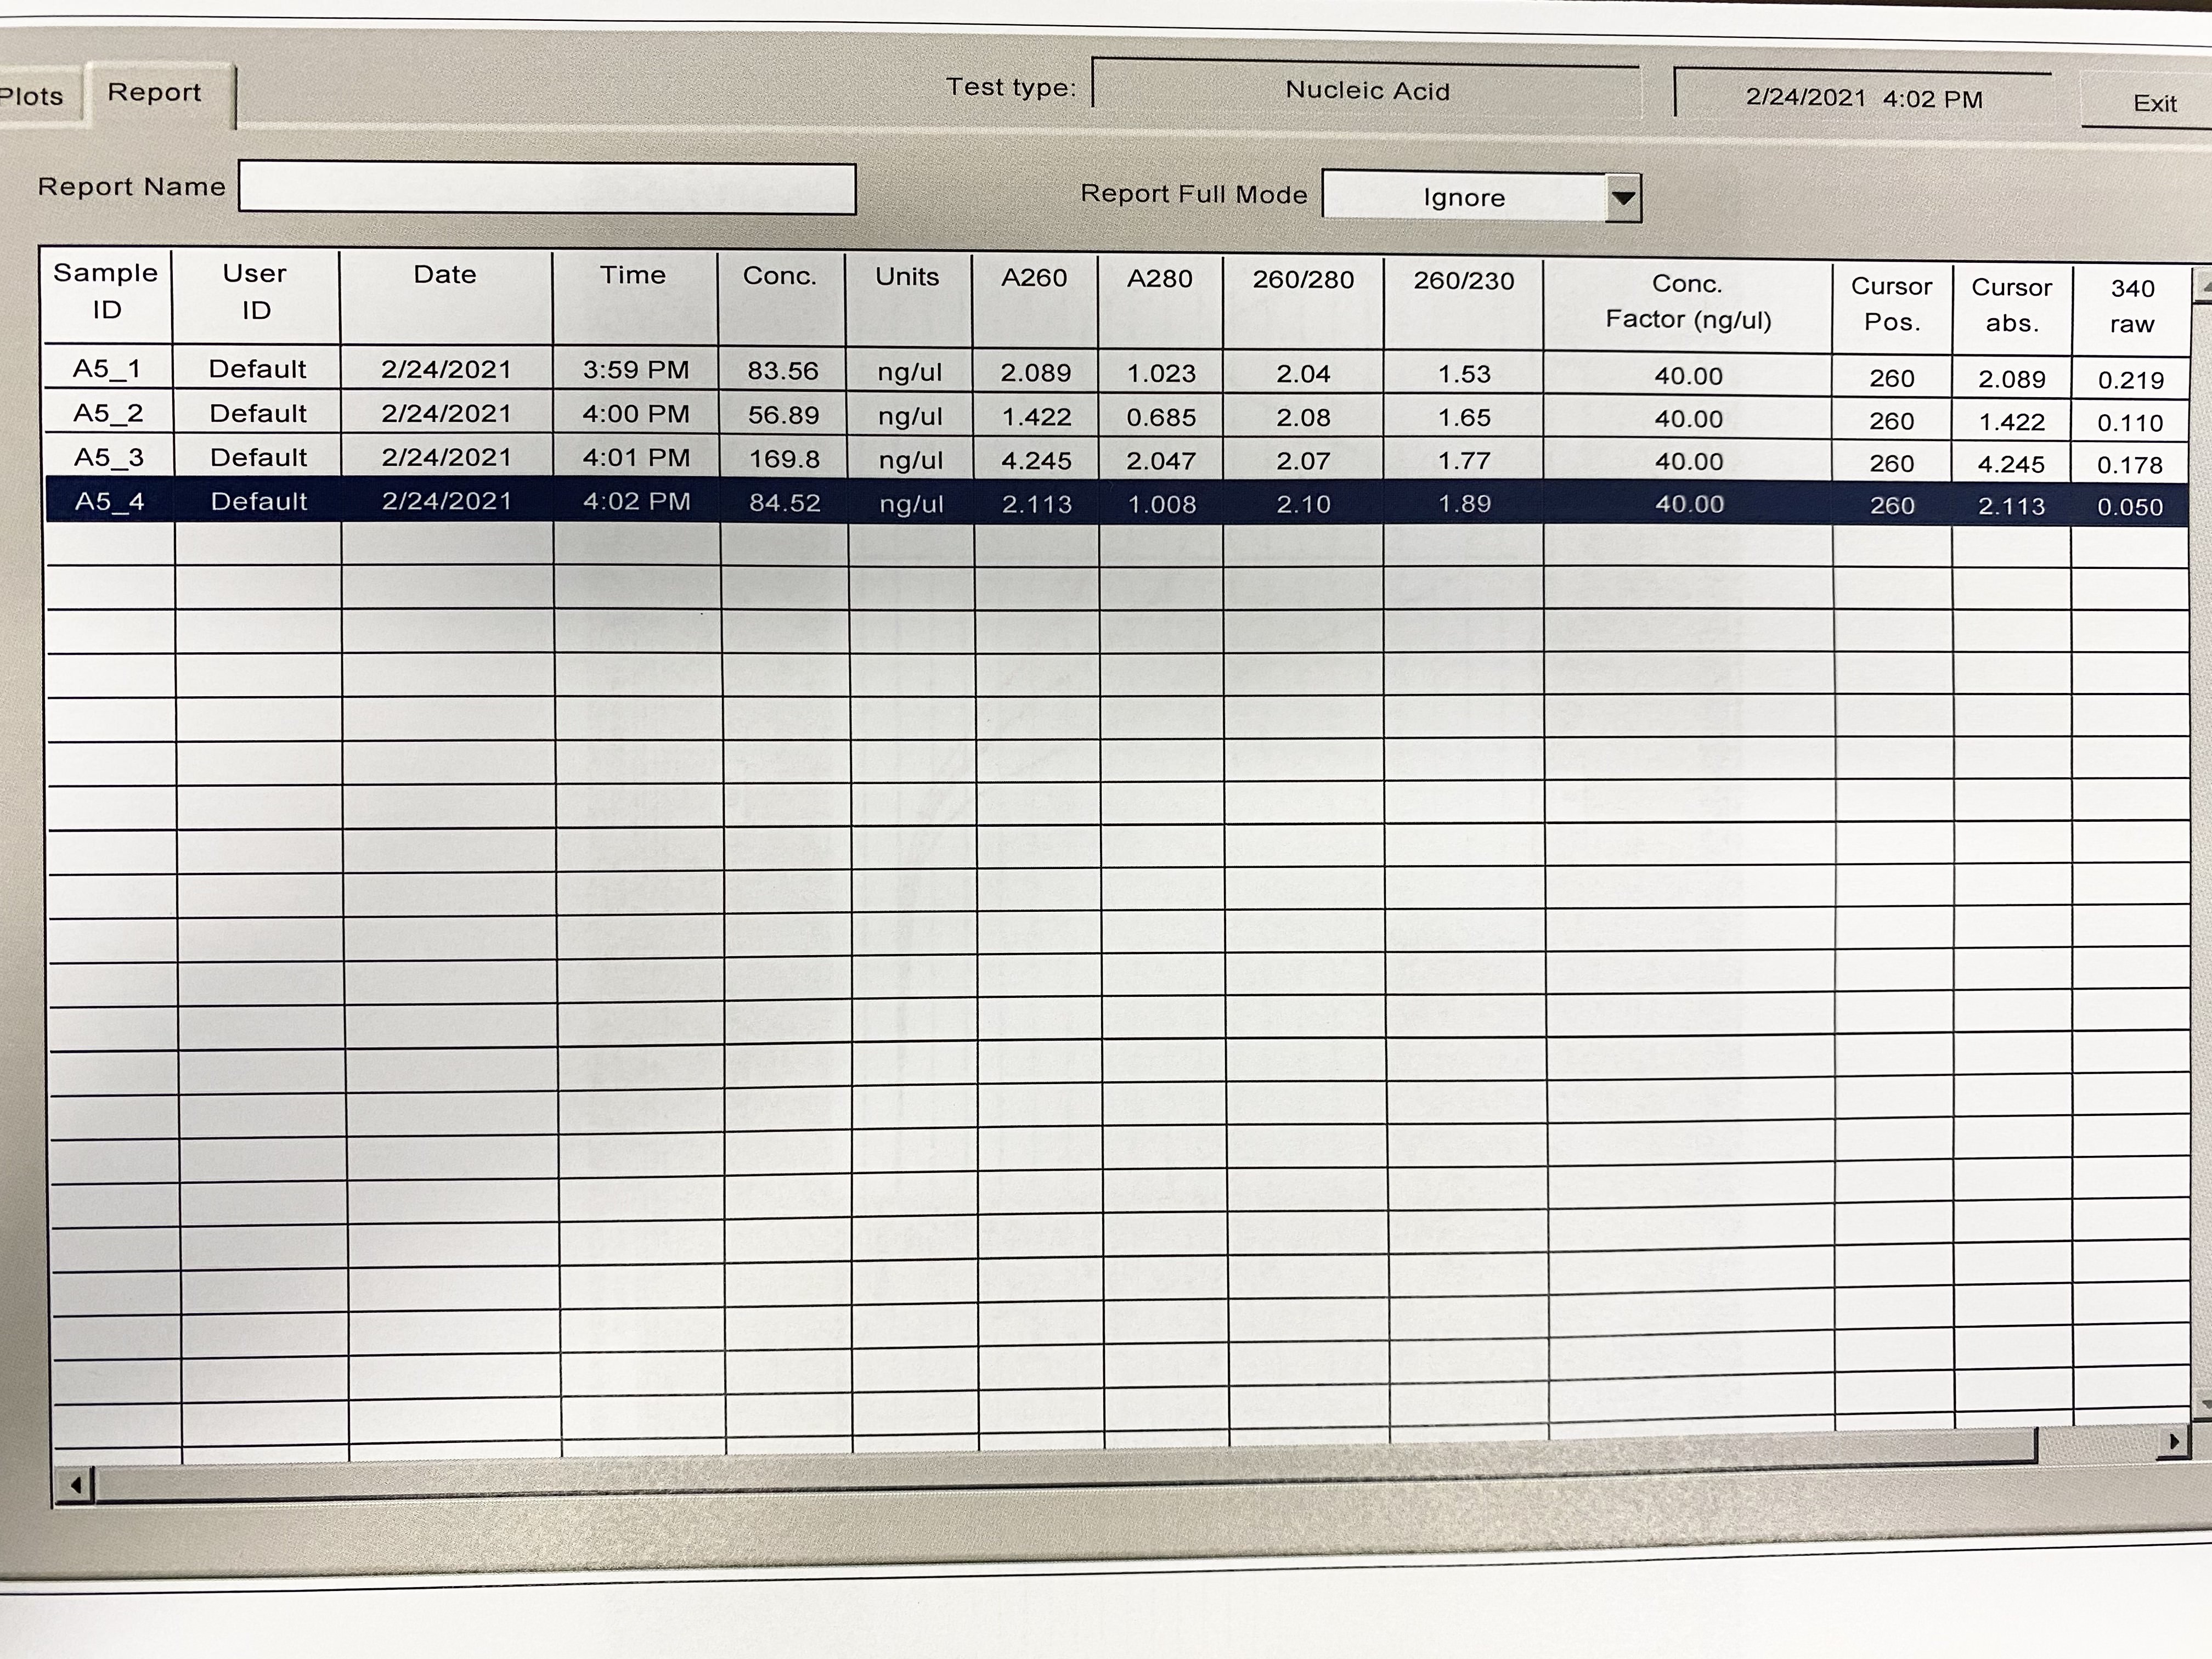 Plots Report Test type: Nucleic Acid 2/24/2021 4:02 PM Exit
Report Name Report Full Mode Ignore
Sample ID User ID Date Time Conc. Units A260 A280 260/280 260/230 Conc. Factor (ng/ul) Cursor Pos. Cursor abs. 340 raw
A5_1 Default 2/24/2021 3:59 PM 83.56 ng/ul 2.089 1.023 2.04 1.53 40.00 260 2.089 0.219
A5_2 Default 2/24/2021 4:00 PM 56.89 ng/ul 1.422 0.685 2.08 1.65 40.00 260 1.422 0.110
A5_3 Default 2/24/2021 4:01 PM 169.8 ng/ul 4.245 2.047 2.07 1.77 40.00 260 4.245 0.178
A5_4 Default 2/24/2021 4:02 PM 84.52 ng/ul 2.113 1.008 2.10 1.89 40.00 260 2.113 0.050